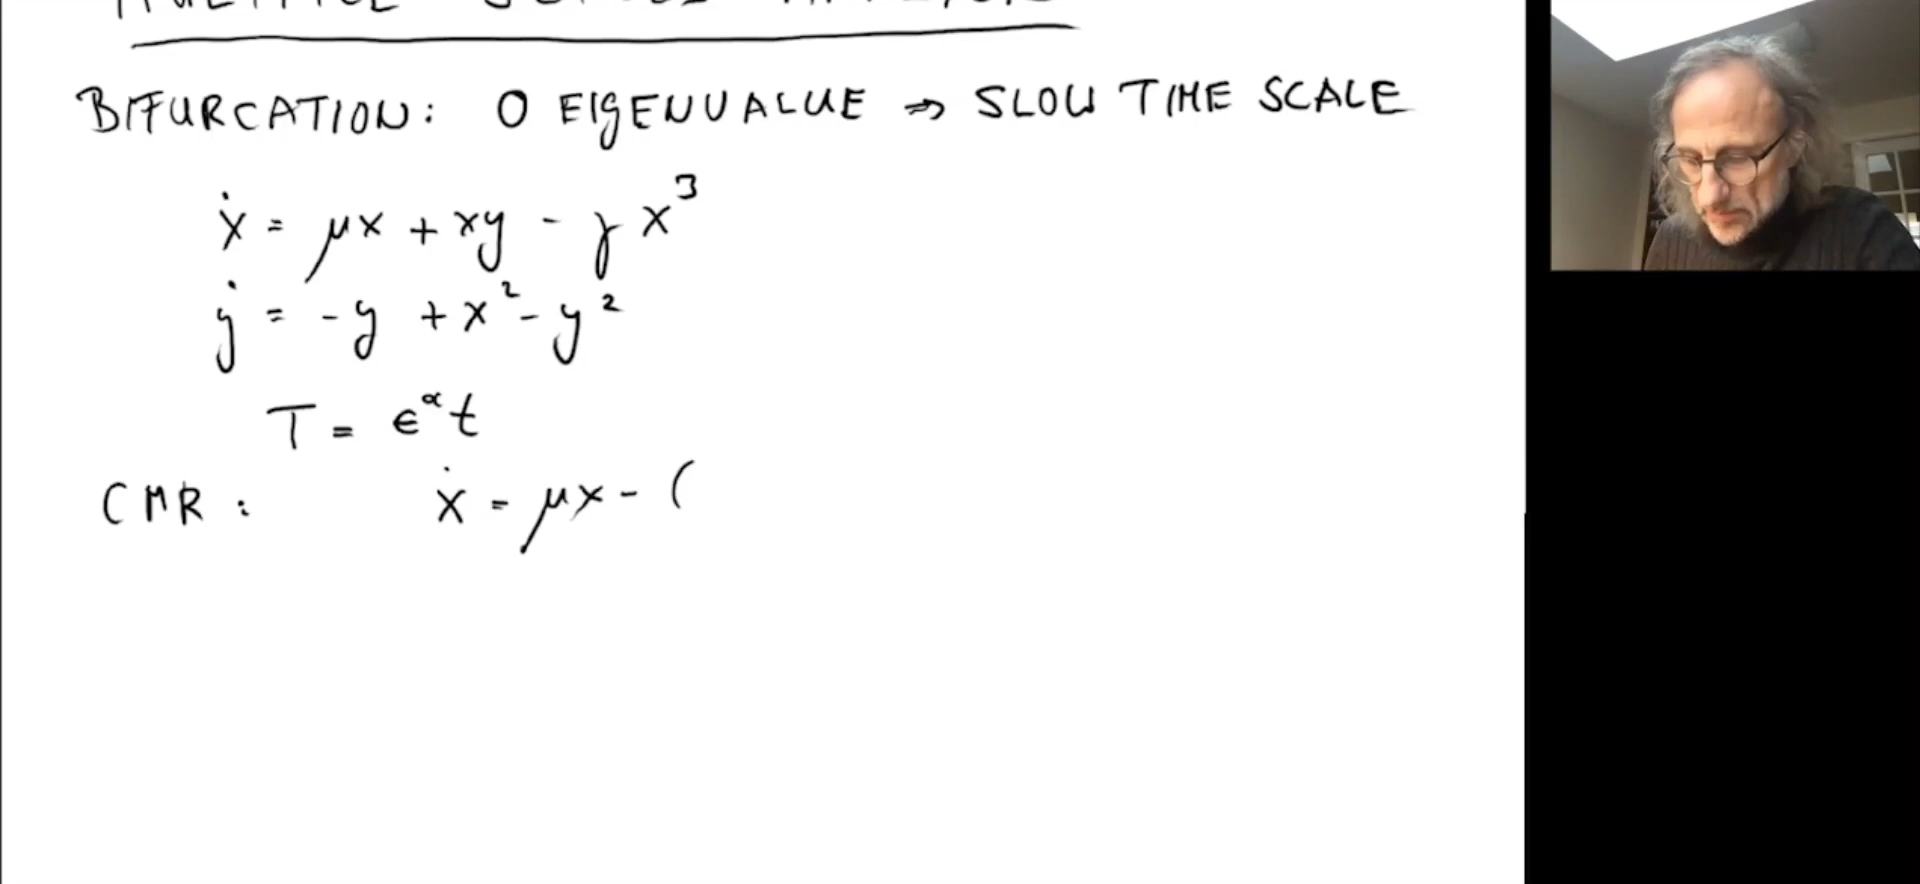 BIFURCATION: 0 EIGENVALUE ⇒ SLOW TIME SCALE
ẋ = μx + xy - γx³
ẏ = -y + x² - y²
T = ϵ^α t
CMR: ẋ = μx - (